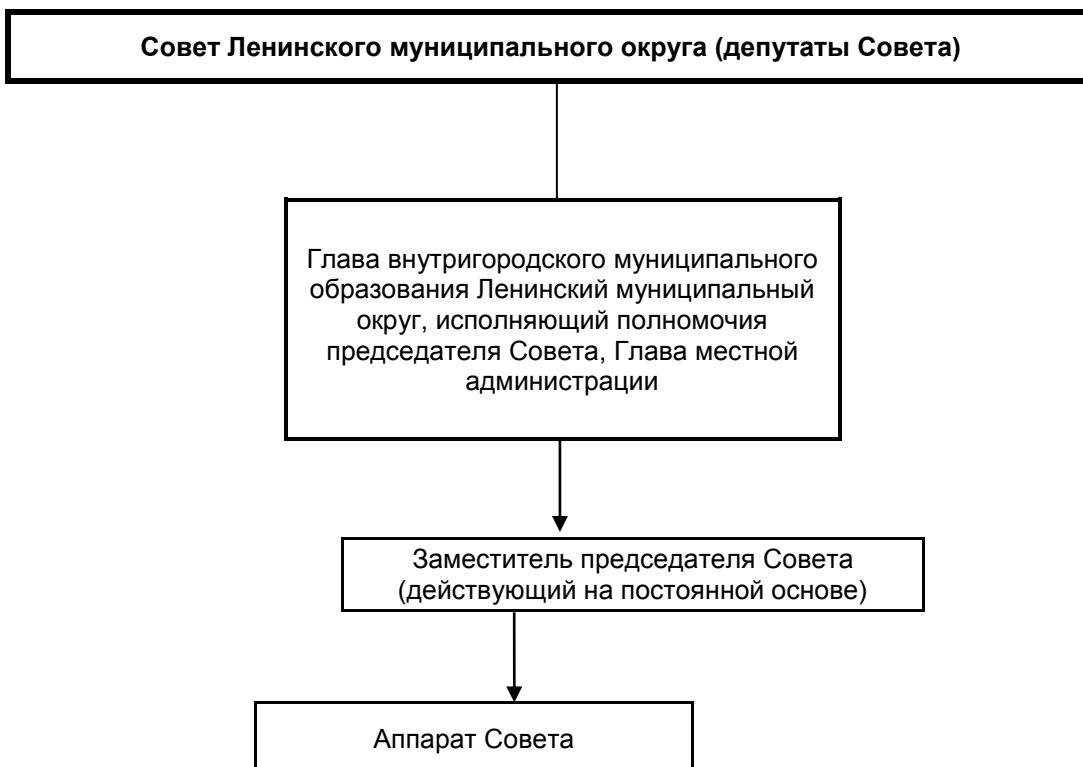 Совет Ленинского муниципального округа (депутаты Совета)
Глава внутригородского муниципального
образования Ленинский муниципальный
округ, исполняющий полномочия
председателя Совета, Глава местной
администрации
Заместитель председателя Совета
(действующий на постоянной основе)
Аппарат Совета